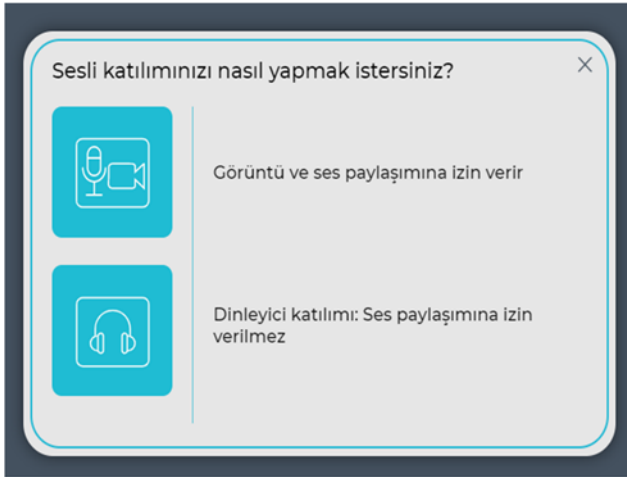 Sesli katılımınızı nasıl yapmak istersiniz?
Görüntü ve ses paylaşımına izin verir
Dinleyici katılımı: Ses paylaşımına izin
verilmez